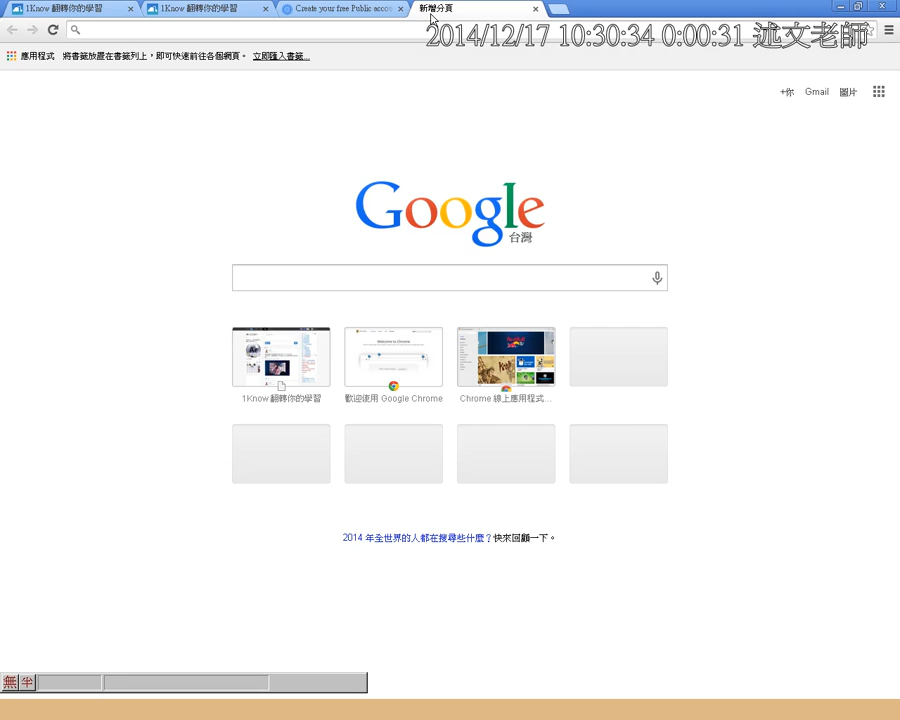 1Know 翻轉你的學習
1Know 翻轉你的學習
Create your free Public acco
新增分頁
2014/12/17 10:30:34 0:00:31 述文老師
應用程式 將書籤放置在書籤列上，即可快速前往各個網頁。 立即匯入書籤...
+你 Gmail 圖片
Google
台灣
Welcome to Chrome
1Know 翻轉你的學習
歡迎使用 Google Chrome
Chrome 線上應用程式...
2014 年全世界的人都在搜尋些什麼？快來回顧一下。
無 半